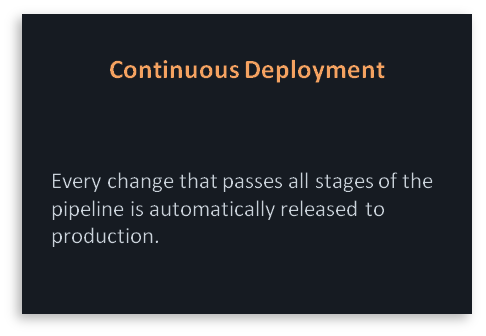 Continuous Deployment
Every change that passes all stages of the
pipeline is automatically released to
production.